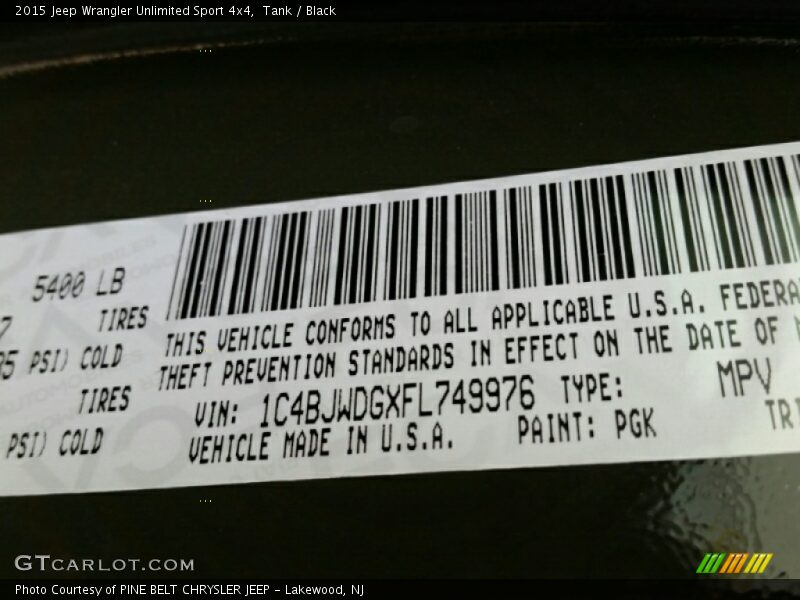 2015 Jeep Wrangler Unlimited Sport 4x4,  Tank / Black
5400 LB
TIRES
PSI) COLD
TIRES
PSI) COLD
THIS VEHICLE CONFORMS TO ALL APPLICABLE U.S.A. FEDERA
THEFT PREVENTION STANDARDS IN EFFECT ON THE DATE OF
VIN: 1C4BJWDGXFL749976 TYPE: MPV
VEHICLE MADE IN U.S.A. PAINT: PGK TRI
GTCARLOT.COM
Photo Courtesy of PINE BELT CHRYSLER JEEP - Lakewood, NJ